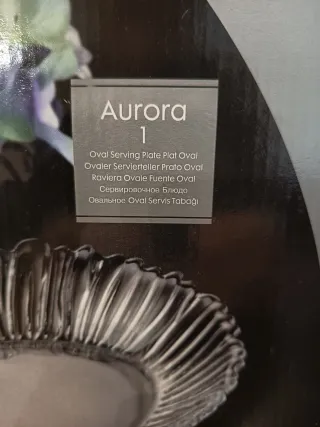 Aurora
1
Oval Serving Plate Plat Oval
Ovaler Servierteller Prato Oval
Raviera Ovale Fuente Oval
Сервировочное Блюдо
Овальное Oval Servis Tabağı